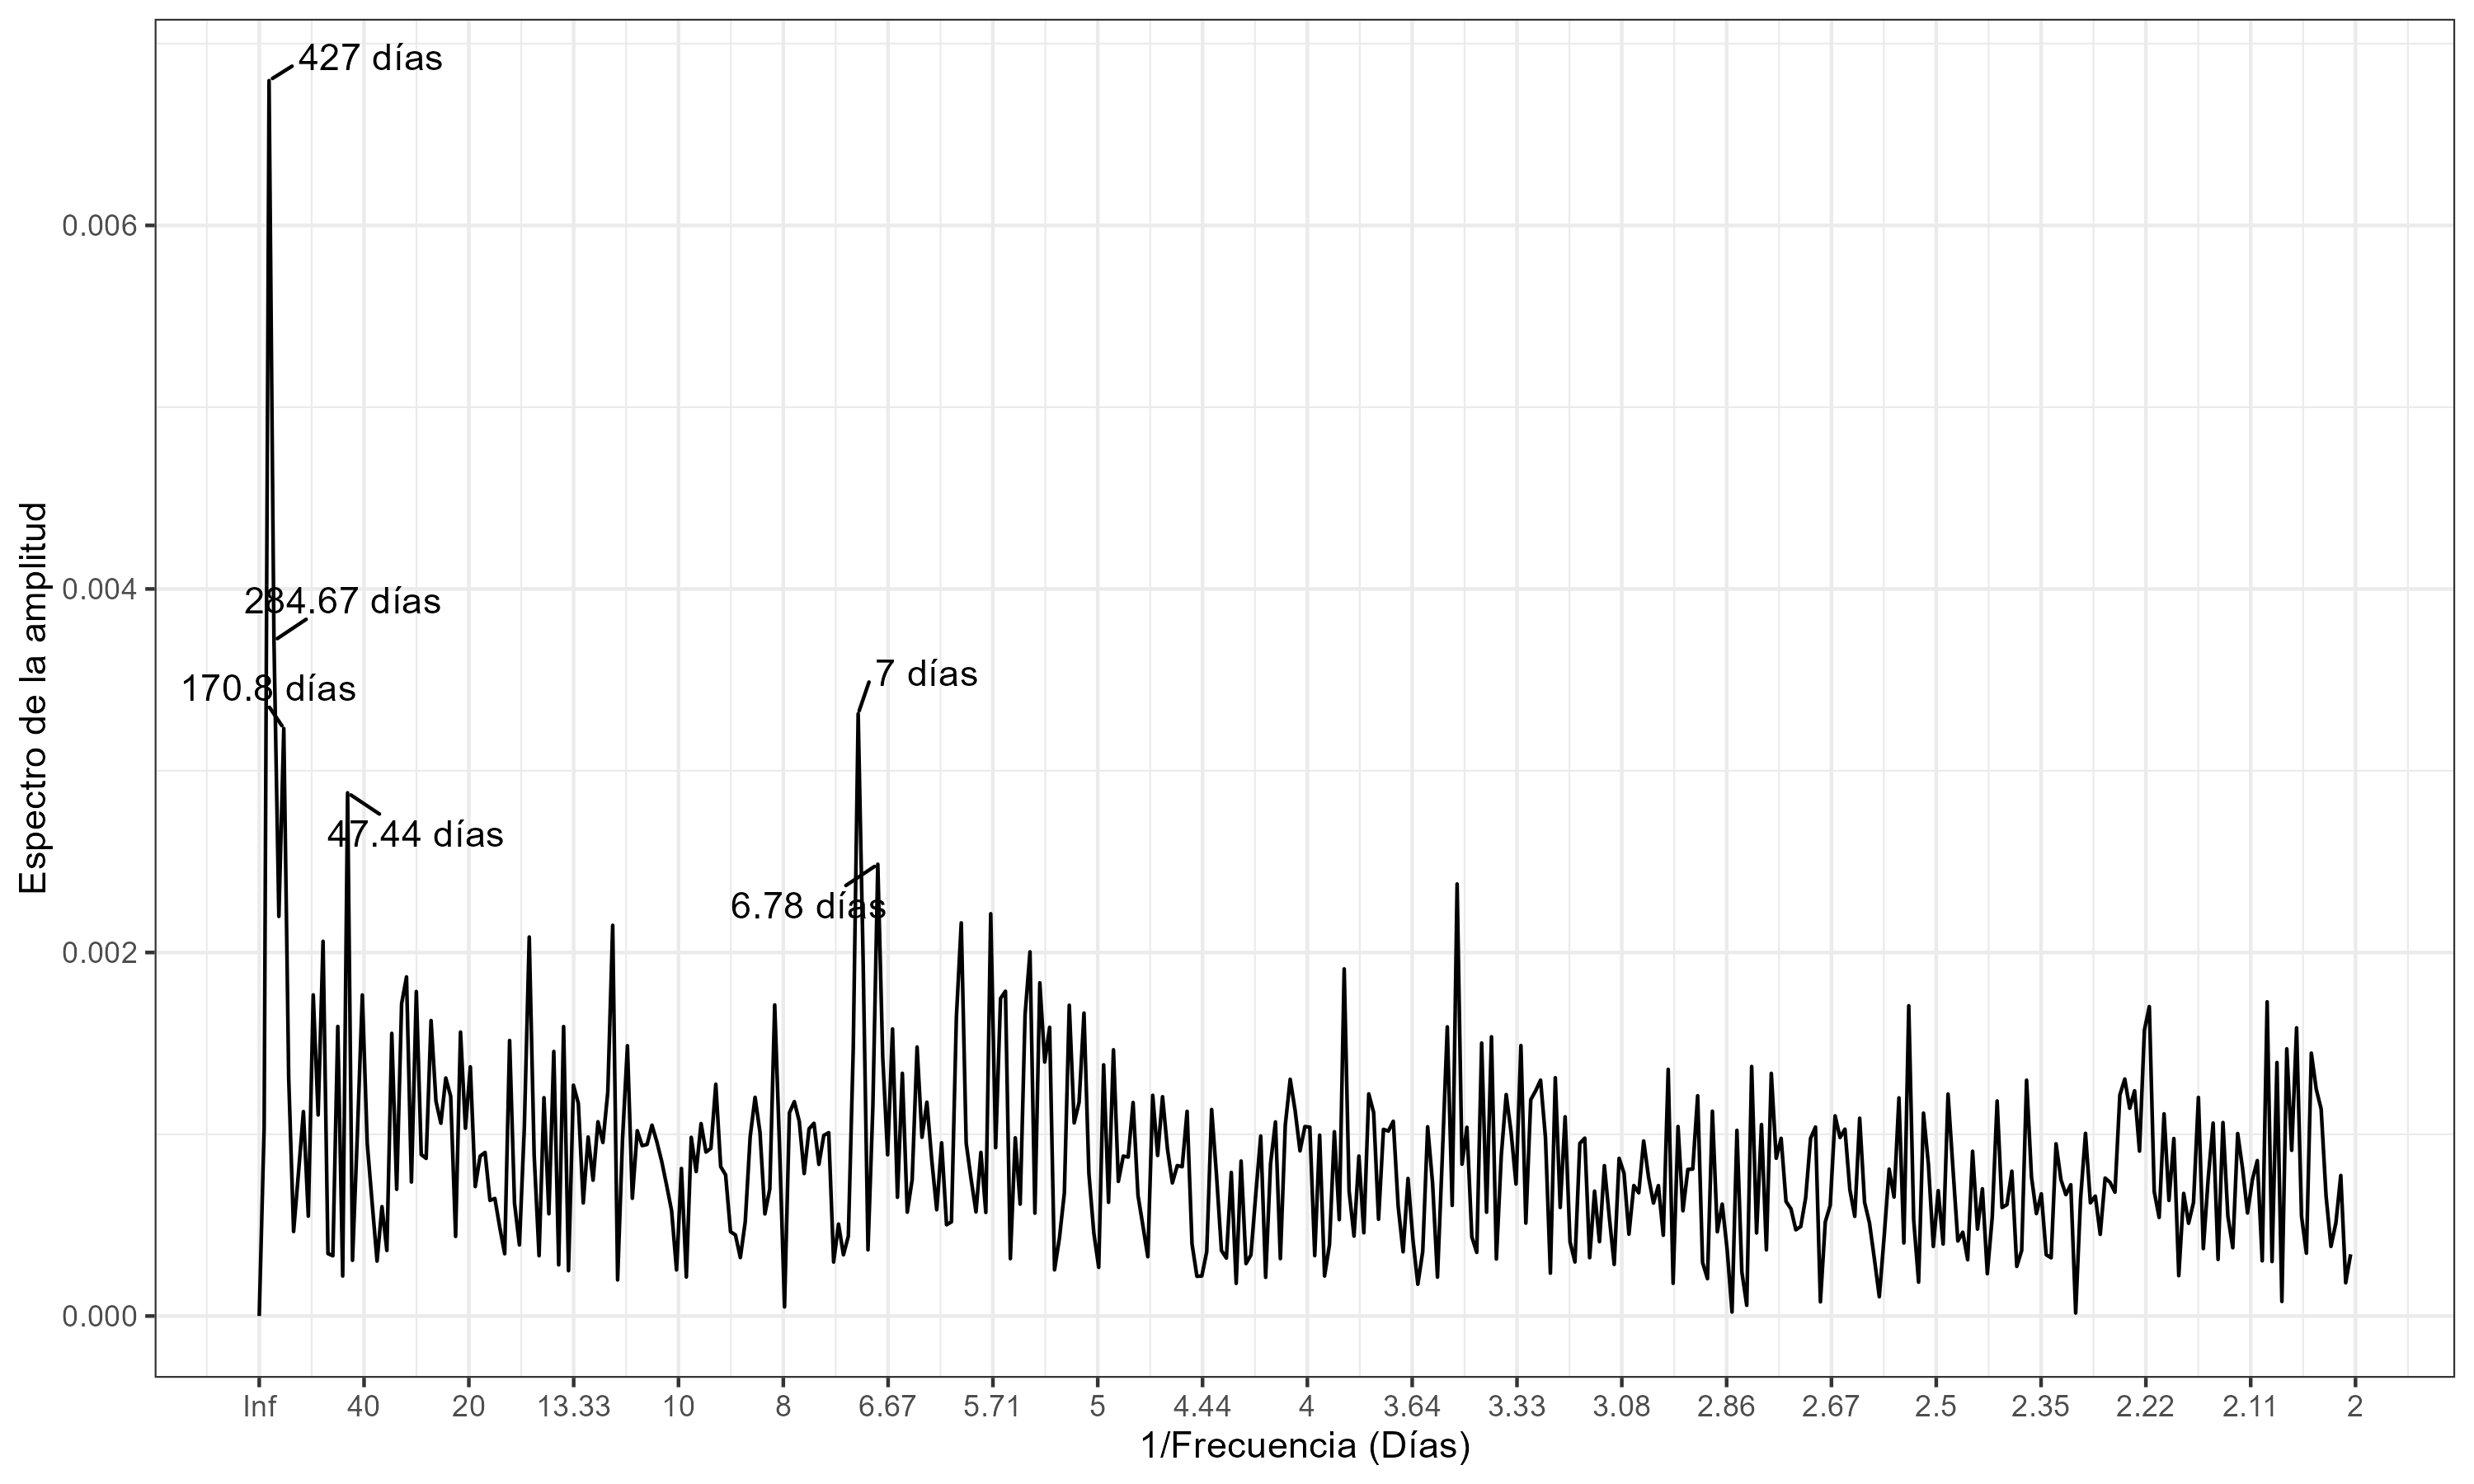 427 días
0.006
284.67 días
0.004
170.8 días
7 días
47.44 días
6.78 días
0.002
0.000
Espectro de la amplitud
Inf 40 20 13.33 10 8 6.67 5.71 5 4.44 4 3.64 3.33 3.08 2.86 2.67 2.5 2.35 2.22 2.11 2
1/Frecuencia (Días)